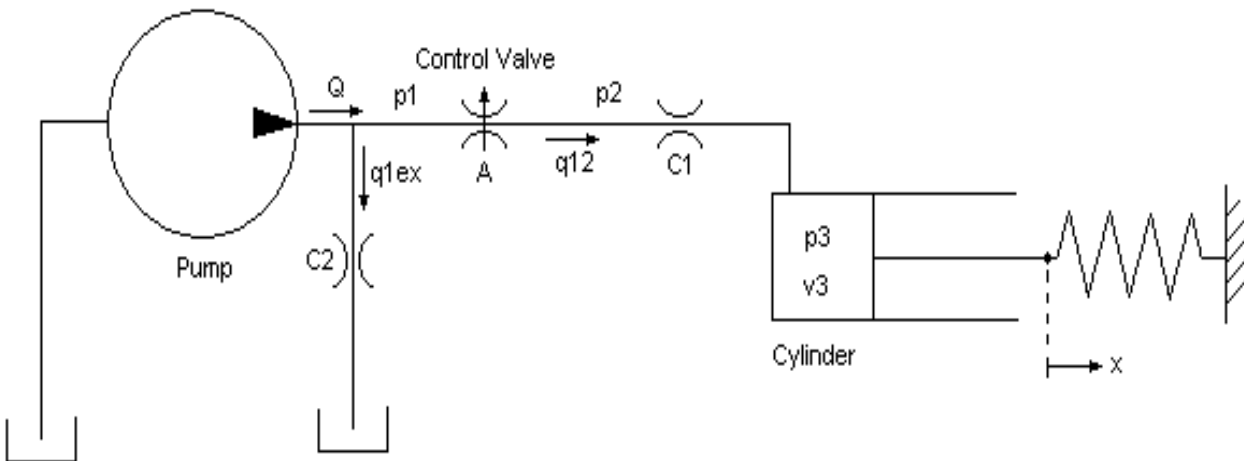 Control Valve
Q
p1
p2
q1ex
A
q12
C1
C2
Pump
p3
v3
Cylinder
x